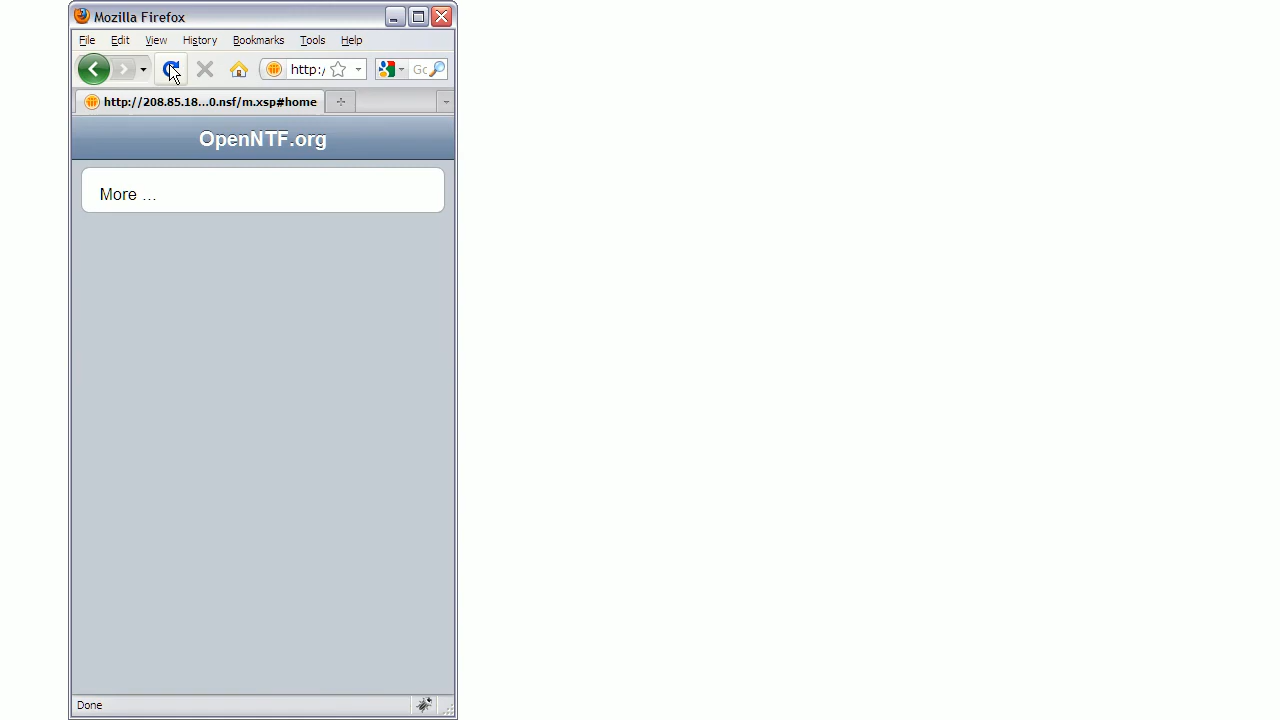 Mozilla Firefox
File Edit View History Bookmarks Tools Help
http:/
http://208.85.18...0.nsf/m.xsp#home
OpenNTF.org
More ...
Done